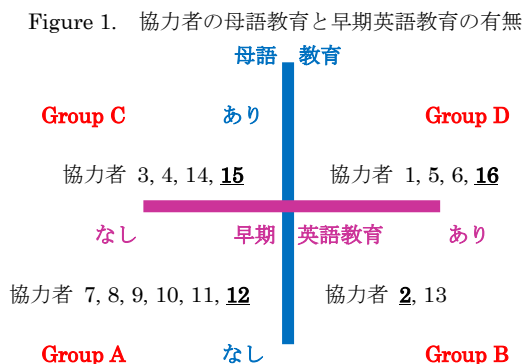 Figure 1. 協力者の母語教育と早期英語教育の有無
母語 教育
Group C あり Group D
協力者 3, 4, 14, 15 協力者 1, 5, 6, 16
なし 早期 英語教育 あり
協力者 7, 8, 9, 10, 11, 12 協力者 2, 13
Group A なし Group B